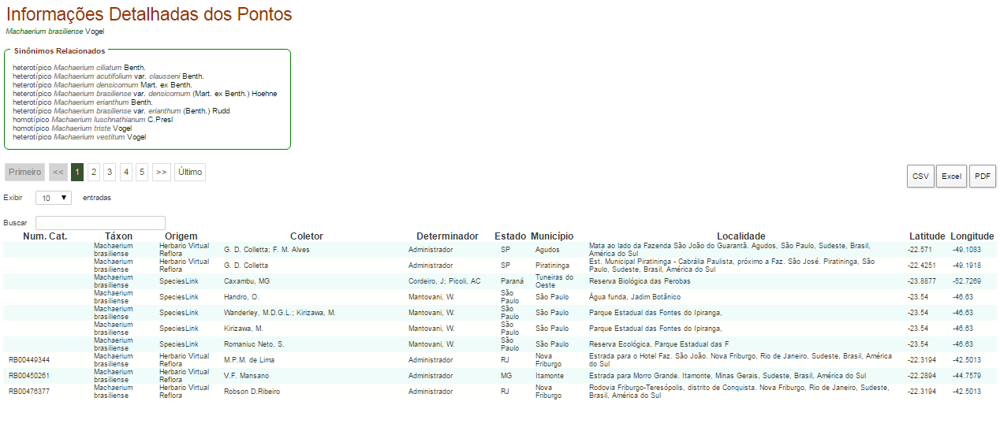 Informações Detalhadas dos Pontos
Machaerium brasiliense Vogel
Sinônimos Relacionados
heterotípico Machaerium ciliatum Benth.
heterotípico Machaerium acutifolium var. clausseni Benth.
heterotípico Machaerium densicomum Mart. ex Benth.
heterotípico Machaerium brasiliense var. densicomum (Mart. ex Benth.) Hoehne
heterotípico Machaerium erianthum Benth.
heterotípico Machaerium brasiliense var. erianthum (Benth.) Rudd
homotípico Machaerium luschnathianum C.Presl
homotípico Machaerium triste Vogel
heterotípico Machaerium vestitum Vogel
Primeiro << 1 2 3 4 5 >> Último CSV Excel PDF
Exibir 10 ▼ entradas
Buscar
Num. Cat. Táxon Origem Coletor Determinador Estado Município Localidade Latitude Longitude
Machaerium brasiliense Herbario Virtual Reflora G. D. Colletta; F. M. Alves Administrador SP Agudos Mata ao lado da Fazenda São João do Guarantã. Agudos, São Paulo, Sudeste, Brasil, América do Sul -22.571 -49.1083
Machaerium brasiliense Herbario Virtual Reflora G. D. Colletta Administrador SP Piratininga Est. Municipal Piratininga - Cabrália Paulista, próximo a Faz. São José. Piratininga, São Paulo, Sudeste, Brasil, América do Sul -22.4251 -49.1918
Machaerium brasiliense SpeciesLink Caxambu, MG Cordeiro, J; Picoli, AC Paraná Tuneiras do Oeste Reserva Biológica das Perobas -23.8877 -52.7269
Machaerium brasiliense SpeciesLink Handro, O. Mantovani, W. São Paulo São Paulo Água funda, Jadim Botânico -23.54 -46.63
Machaerium brasiliense SpeciesLink Wanderley, M.D.G.L.; Kirizawa, M. Mantovani, W. São Paulo São Paulo Parque Estadual das Fontes do Ipiranga, -23.54 -46.63
Machaerium brasiliense SpeciesLink Kirizawa, M. Mantovani, W. São Paulo São Paulo Parque Estadual das Fontes do Ipiranga, -23.54 -46.63
Machaerium brasiliense SpeciesLink Romaniuc Neto, S. Mantovani, W. São Paulo São Paulo Reserva Ecológica, Parque Estadual das F -23.54 -46.63
RB00449344 Machaerium brasiliense Herbario Virtual Reflora M.P.M. de Lima Administrador RJ Nova Friburgo Estrada para o Hotel Faz. São João. Nova Friburgo, Rio de Janeiro, Sudeste, Brasil, América do Sul -22.3194 -42.5013
RB00450261 Machaerium brasiliense Herbario Virtual Reflora V.F. Mansano Administrador MG Itamonte Estrada para Morro Grande. Itamonte, Minas Gerais, Sudeste, Brasil, América do Sul -22.2894 -44.7579
RB00476377 Machaerium brasiliense Herbario Virtual Reflora Robson D.Ribeiro Administrador RJ Nova Friburgo Rodovia Friburgo-Teresópolis, distrito de Conquista. Nova Friburgo, Rio de Janeiro, Sudeste, Brasil, América do Sul -22.3194 -42.5013